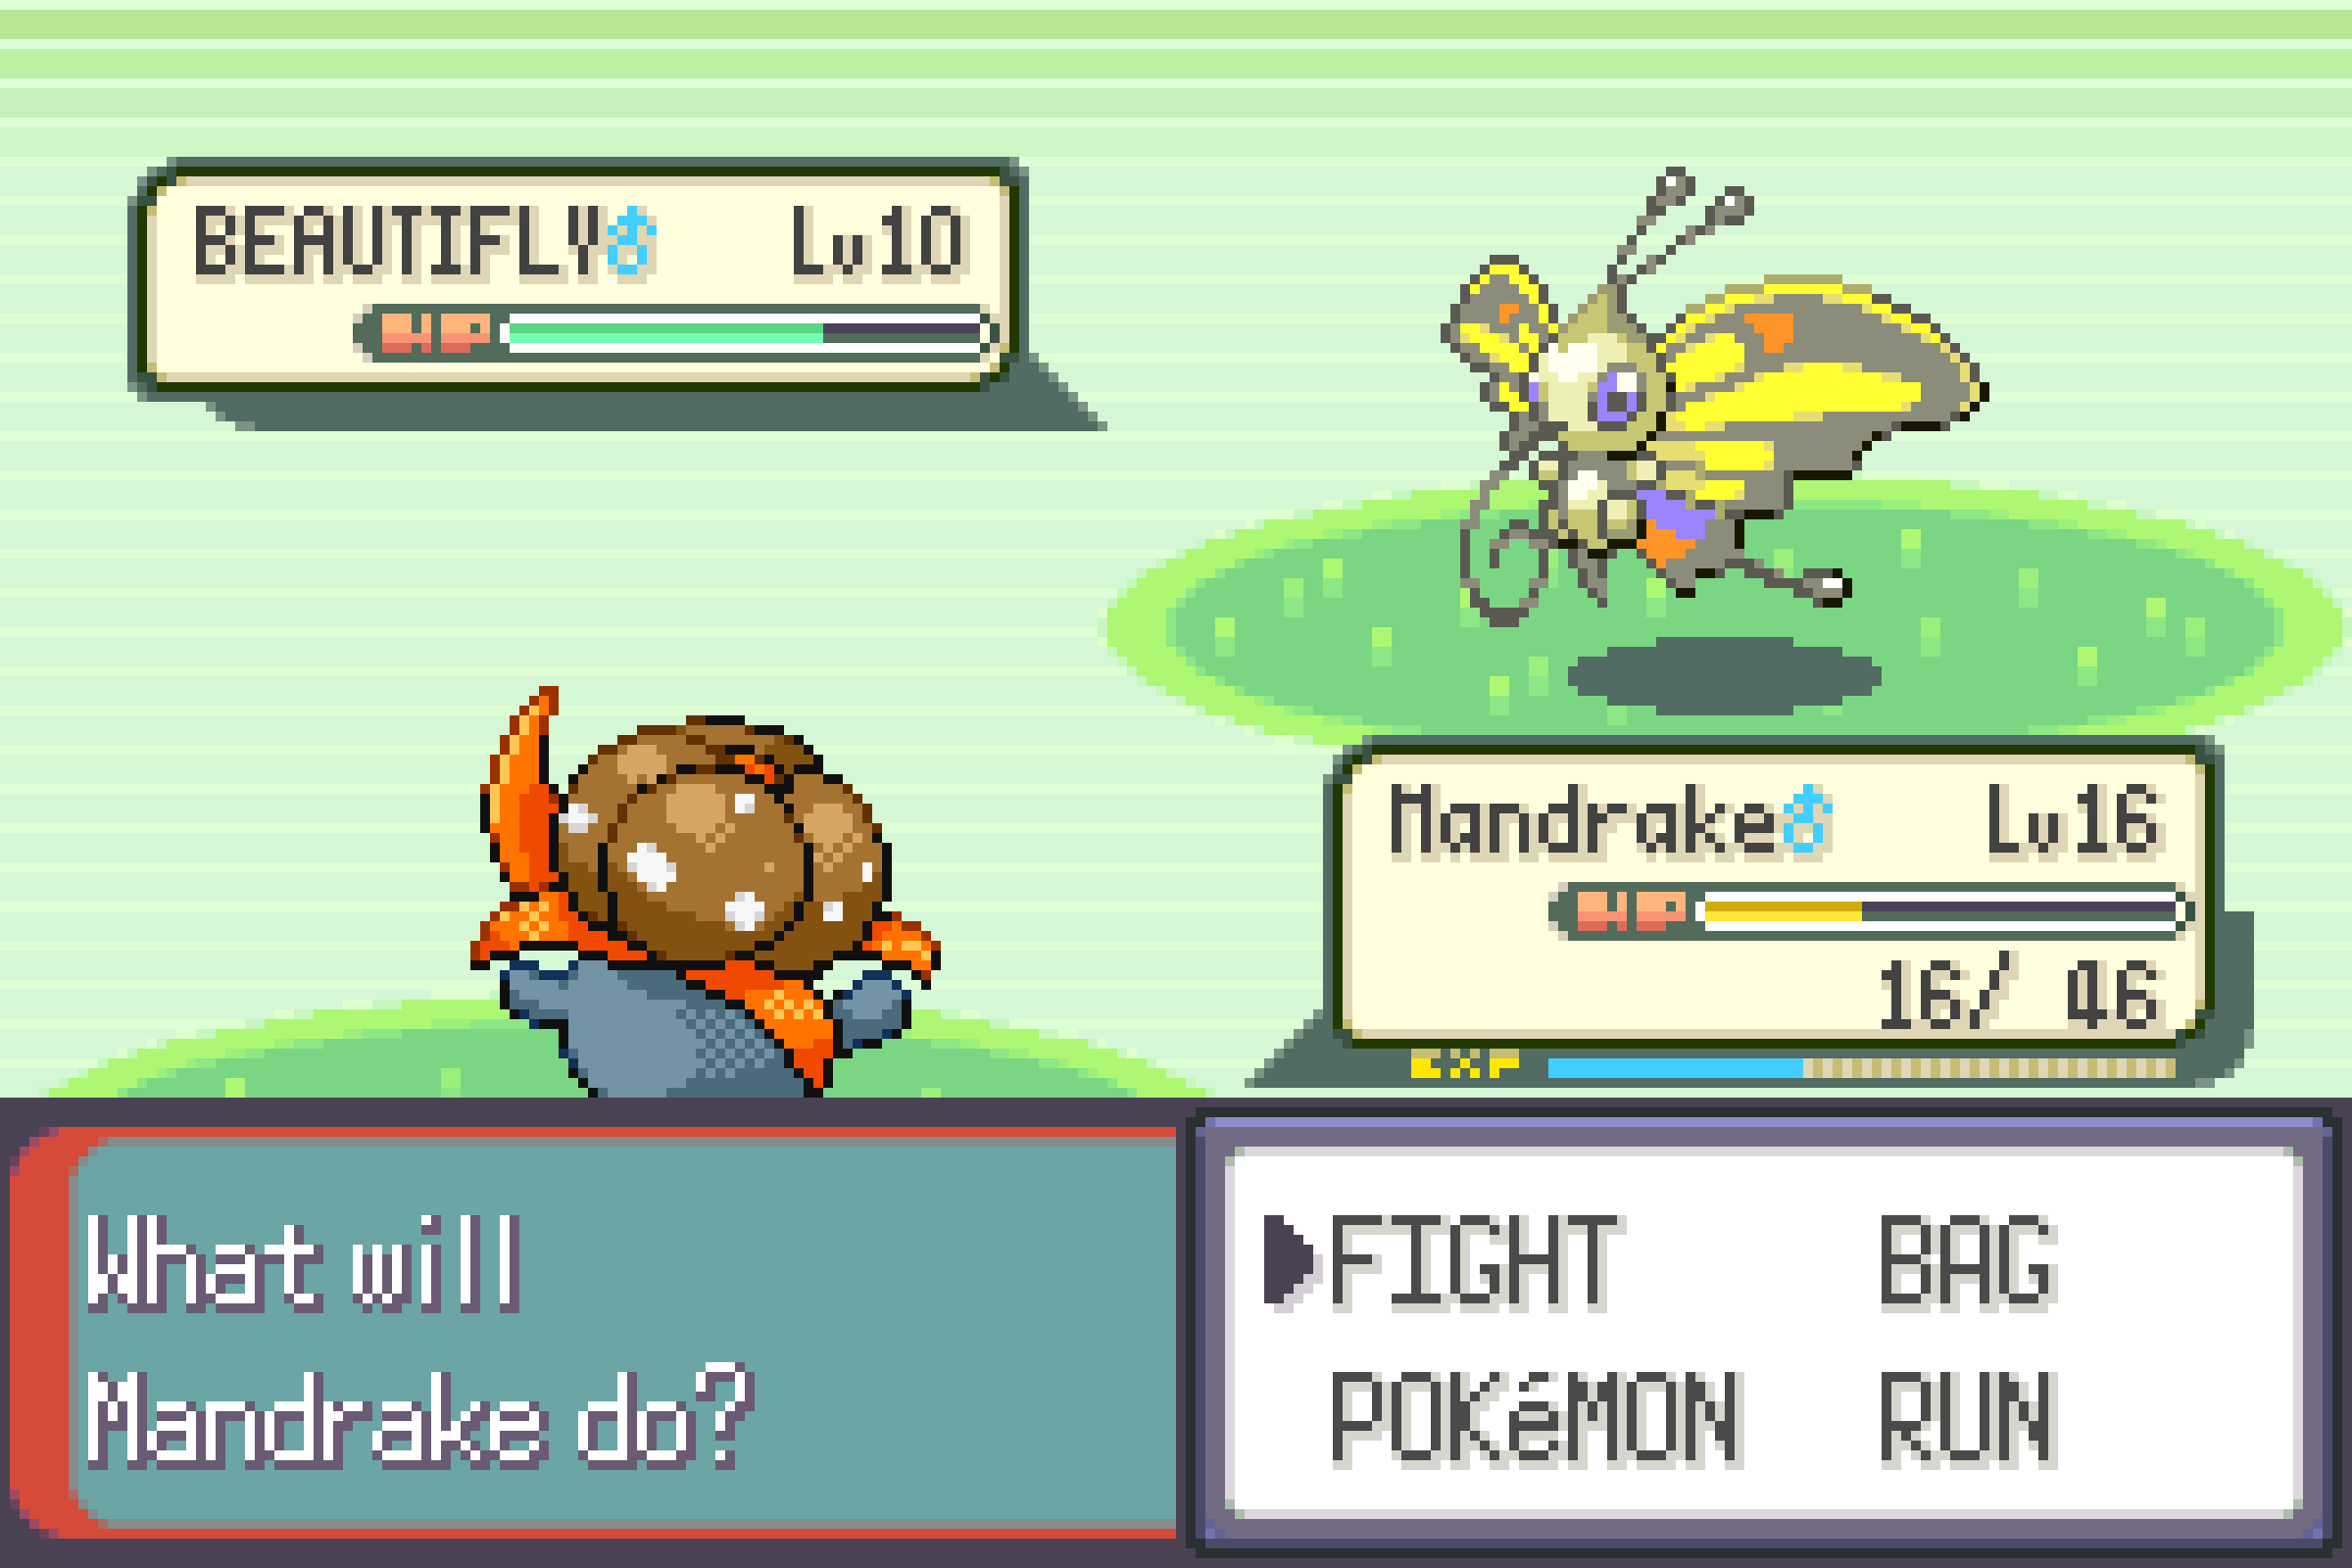 BEAUTIFLY♂ Lv10
HP
Mandrake♂ Lv16
HP
16/ 46
EXP
What will
Mandrake do?
▶FIGHT BAG
POKéMON RUN